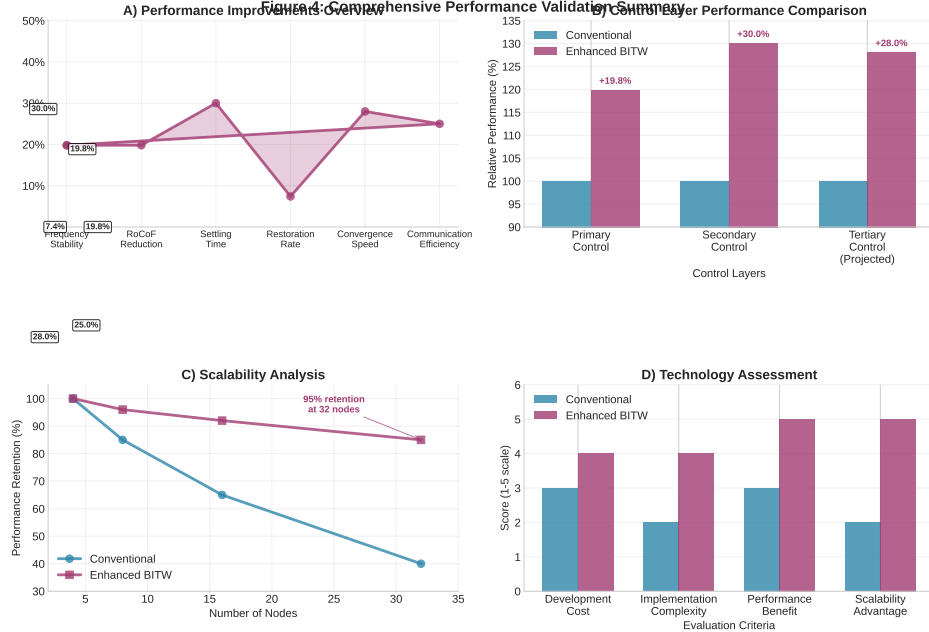 Figure 4: Comprehensive Performance Validation Summary
A) Performance Improvements Overview
50%
40%
30%
20%
10%
30.0%
19.8%
7.4%
19.8%
Frequency
Stability
RoCoF
Reduction
Settling
Time
Restoration
Rate
Convergence
Speed
Communication
Efficiency
28.0%
25.0%
B) Control Layer Performance Comparison
Relative Performance (%)
135
130
125
120
115
110
105
100
95
90
Conventional
Enhanced BITW
+19.8%
+30.0%
+28.0%
Primary
Control
Secondary
Control
Tertiary
Control
(Projected)
Control Layers
C) Scalability Analysis
Performance Retention (%)
100
90
80
70
60
50
40
30
95% retention
at 32 nodes
Conventional
Enhanced BITW
5
10
15
20
25
30
35
Number of Nodes
D) Technology Assessment
Score (1-5 scale)
6
5
4
3
2
1
0
Conventional
Enhanced BITW
Development
Cost
Implementation
Complexity
Performance
Benefit
Scalability
Advantage
Evaluation Criteria